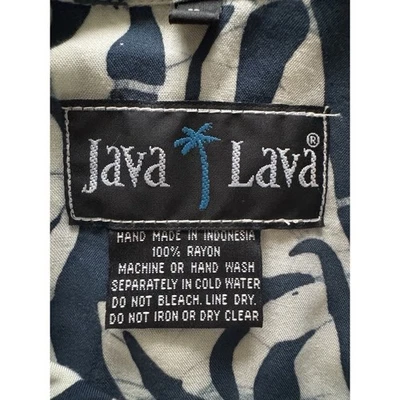 Java Lava®
HAND MADE IN INDONESIA
100% RAYON
MACHINE OR HAND WASH
SEPARATELY IN COLD WATER
DO NOT BLEACH. LINE DRY.
DO NOT IRON OR DRY CLEAR